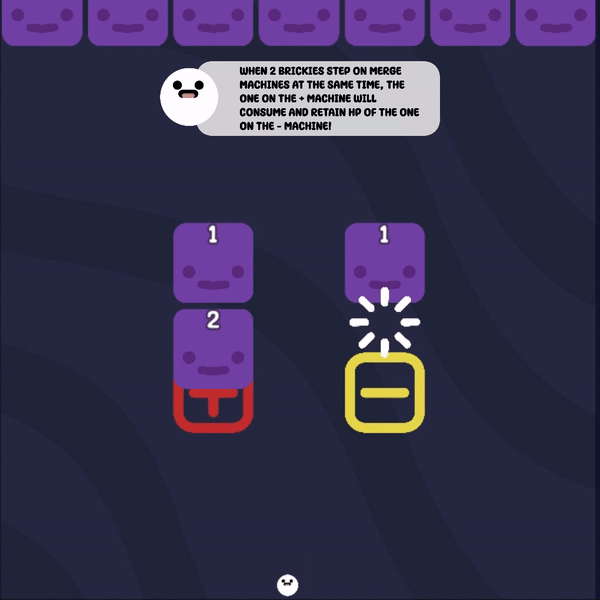 WHEN 2 BRICKIES STEP ON MERGE
MACHINES AT THE SAME TIME, THE
ONE ON THE + MACHINE WILL
CONSUME AND RETAIN HP OF THE ONE
ON THE - MACHINE!
1
1
2
+
-